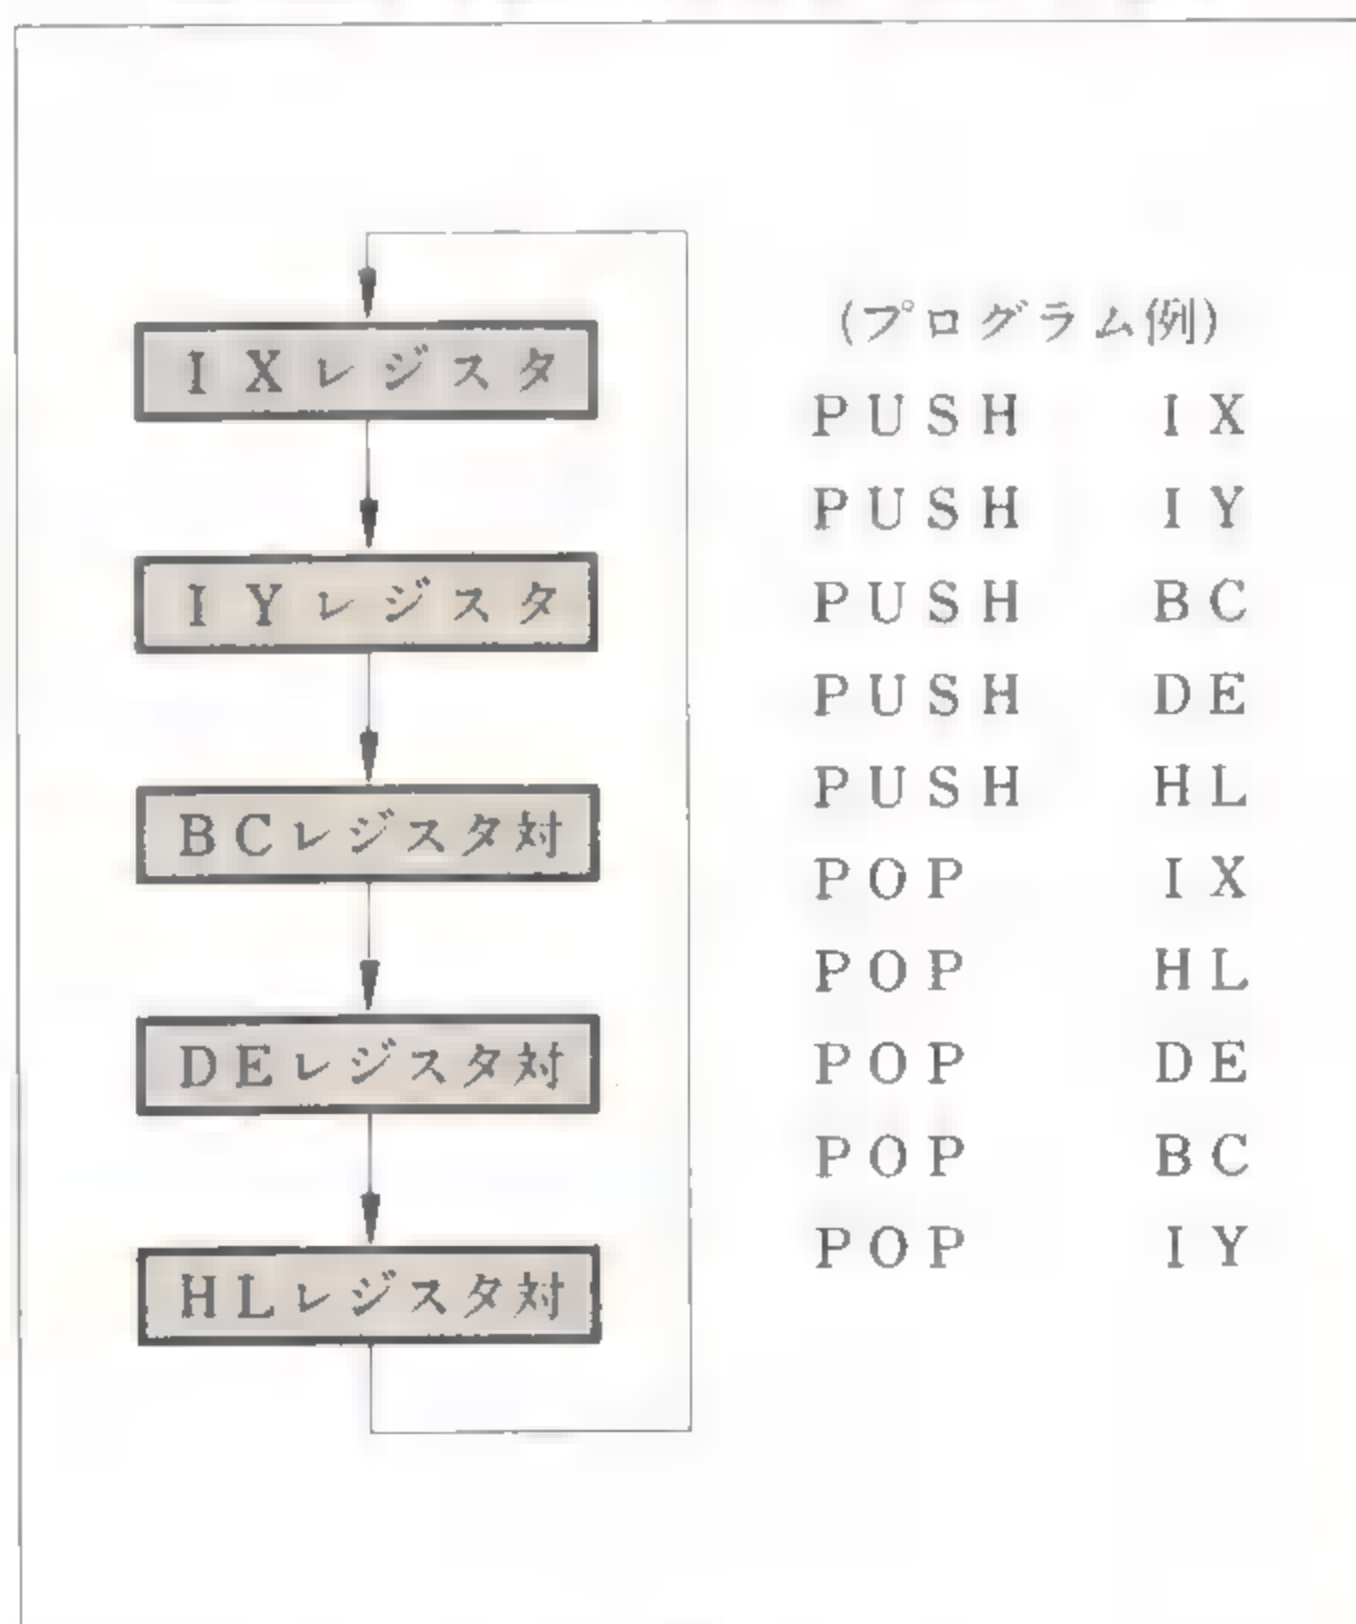 IXレジスタ
IYレジスタ
BCレジスタ対
DEレジスタ対
HLレジスタ対
(プログラム例)
PUSH IX
PUSH IY
PUSH BC
PUSH DE
PUSH HL
POP IX
POP HL
POP DE
POP BC
POP IY